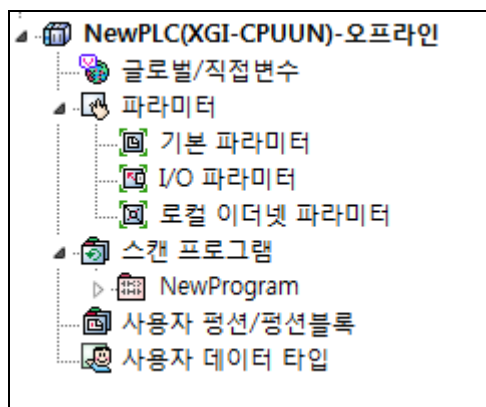 NewPLC(XGI-CPUUN)-오프라인
글로벌/직접변수
파라미터
기본 파라미터
I/O 파라미터
로컬 이더넷 파라미터
스캔 프로그램
NewProgram
사용자 펑션/펑션블록
사용자 데이터 타입